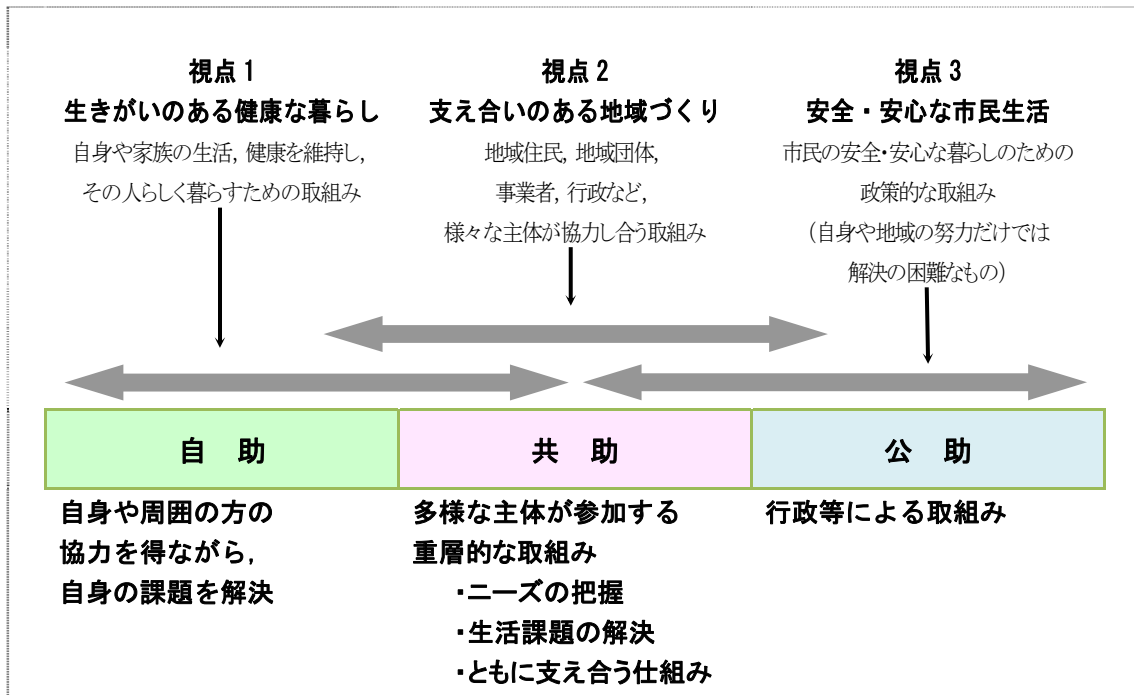 視点1
生きがいのある健康な暮らし
自身や家族の生活, 健康を維持し,
その人らしく暮らすための取組み
視点2
支え合いのある地域づくり
地域住民, 地域団体,
事業者, 行政など,
様々な主体が協力し合う取組み
視点3
安全・安心な市民生活
市民の安全・安心な暮らしのための
政策的な取組み
(自身や地域の努力だけでは
解決の困難なもの)
自 助
共 助
公 助
自身や周囲の方の
協力を得ながら,
自身の課題を解決
多様な主体が参加する
重層的な取組み
・ニーズの把握
・生活課題の解決
・ともに支え合う仕組み
行政等による取組み